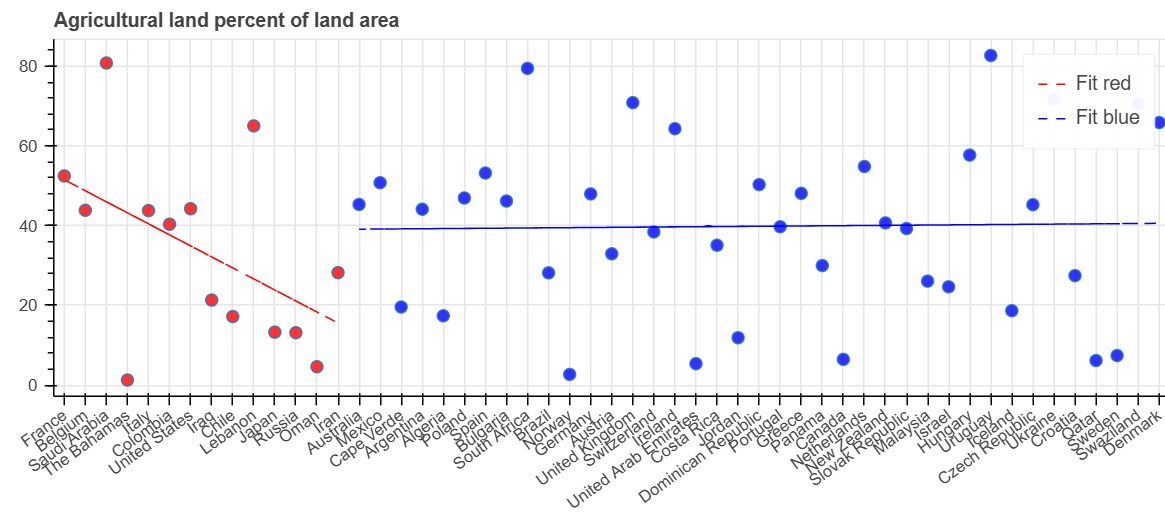 Agricultural land percent of land area
80
60
40
20
0
Fit red
Fit blue
France
Belgium
Saudi Arabia
The Bahamas
Italy
Colombia
United States
Iraq
Chile
Lebanon
Japan
Russia
Oman
Iran
Australia
Mexico
Cape Verde
Argentina
Algeria
Poland
Spain
Bulgaria
South Africa
Brazil
Norway
Germany
Austria
United Kingdom
Switzerland
Ireland
United Arab Emirates
Costa Rica
Jordan
Dominican Republic
Portugal
Greece
Panama
Canada
Netherlands
New Zealand
Slovak Republic
Malaysia
Israel
Hungary
Uruguay
Iceland
Czech Republic
Ukraine
Croatia
Qatar
Sweden
Swaziland
Denmark